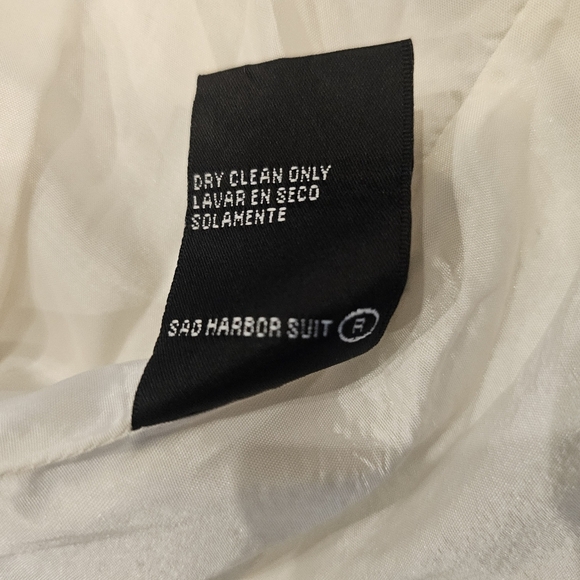 DRY CLEAN ONLY
LAVAR EN SECO
SOLAMENTE
SAG HARBOR SUIT ®